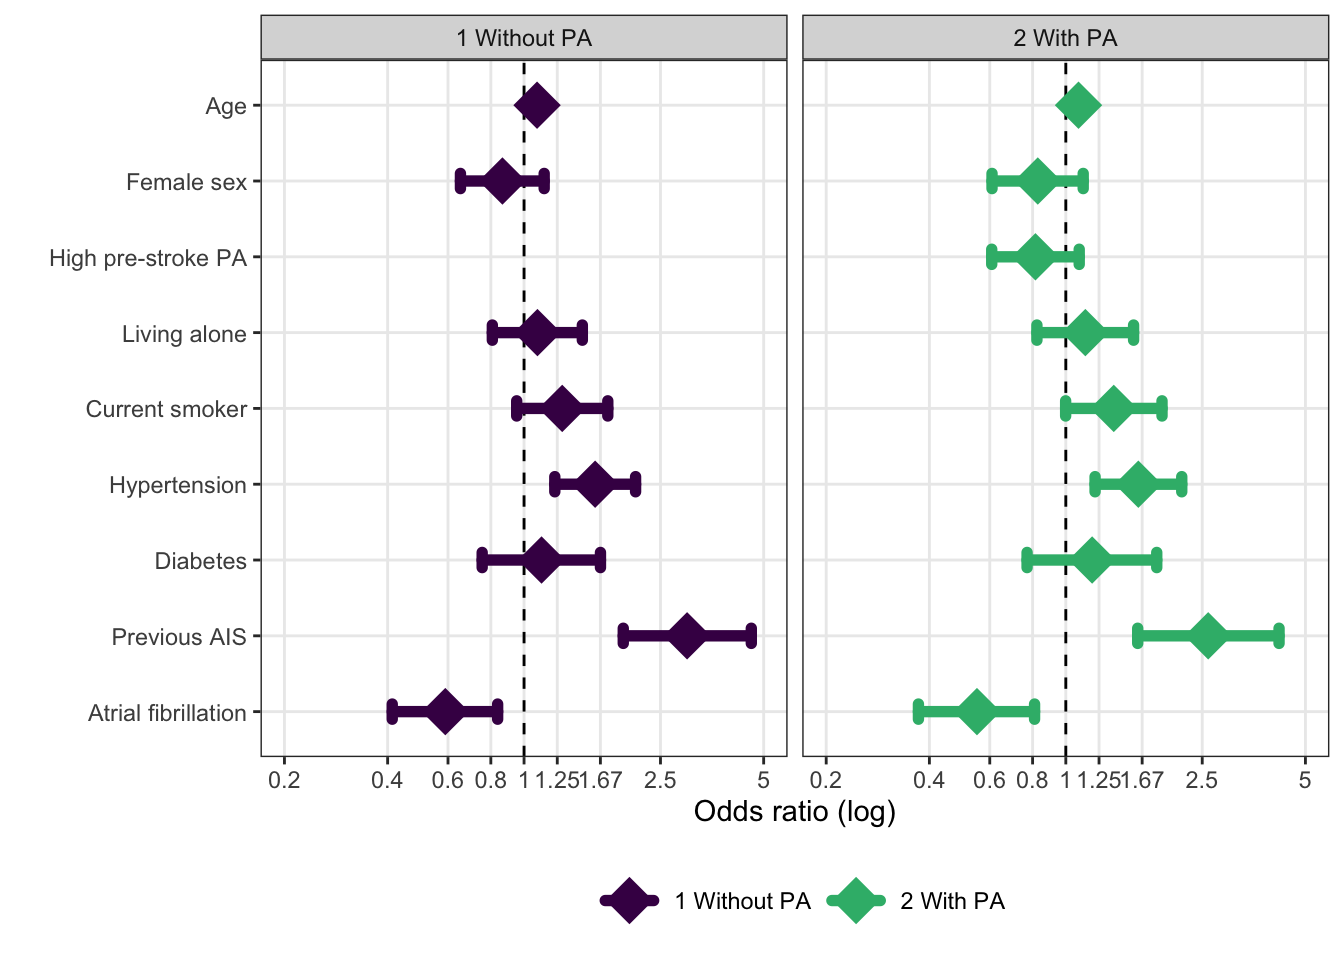 1 Without PA
2 With PA
Age
Female sex
High pre-stroke PA
Living alone
Current smoker
Hypertension
Diabetes
Previous AIS
Atrial fibrillation
0.2 0.4 0.6 0.8 1 1.25 1.67 2.5 5
0.2 0.4 0.6 0.8 1 1.25 1.67 2.5 5
Odds ratio (log)
1 Without PA 2 With PA